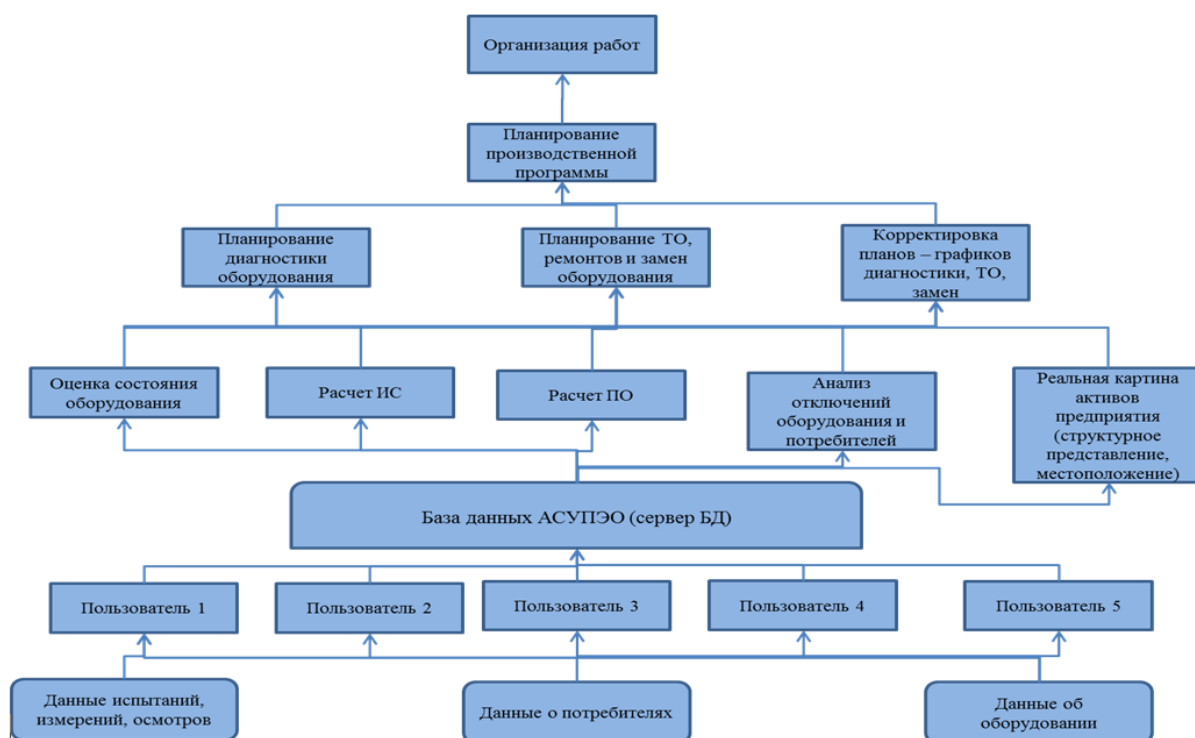 Организация работ
Планирование
производственной
программы
Планирование
диагностики
оборудования
Планирование ТО,
ремонтов и замен
оборудования
Корректировка
планов – графиков
диагностики, ТО,
замен
Оценка состояния
оборудования
Расчет ИС
Расчет ПО
Анализ
отключений
оборудования и
потребителей
Реальная картина
активов
предприятия
(структурное
представление,
местоположение)
База данных АСУПЭО (сервер БД)
Пользователь 1
Пользователь 2
Пользователь 3
Пользователь 4
Пользователь 5
Данные испытаний,
измерений, осмотров
Данные о потребителях
Данные об
оборудовании